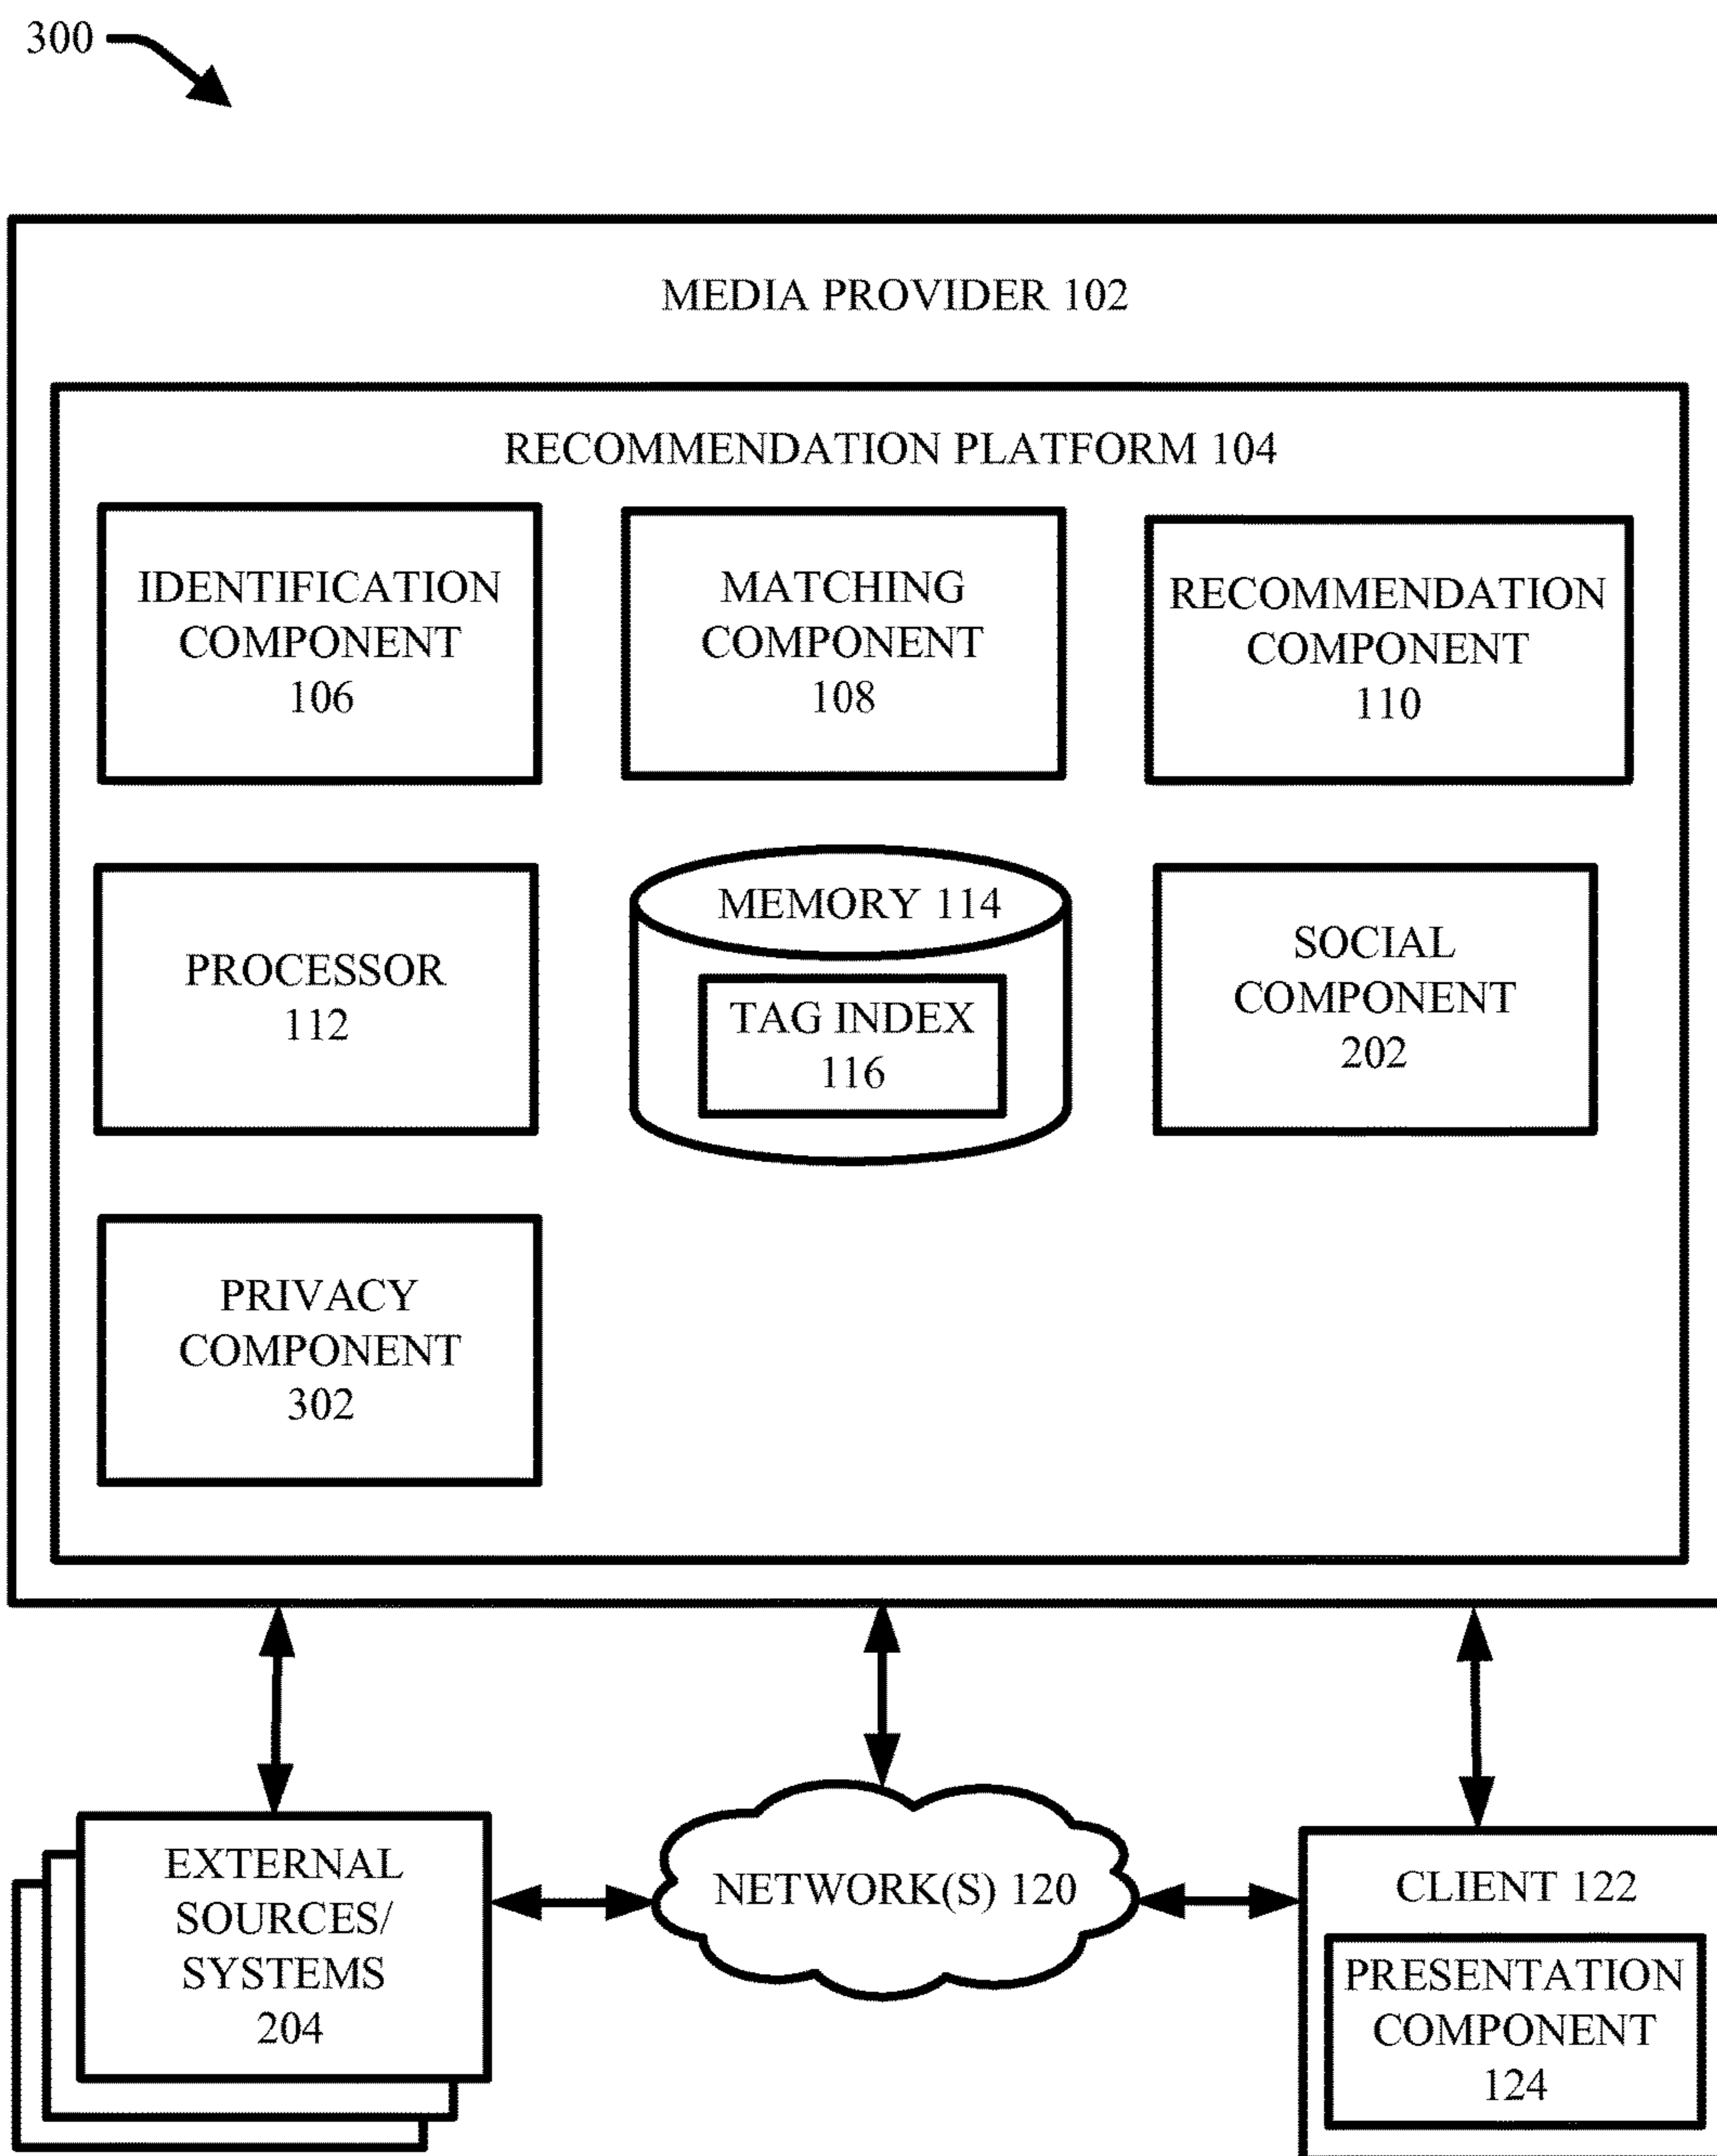 300
MEDIA PROVIDER 102
RECOMMENDATION PLATFORM 104
IDENTIFICATION
COMPONENT
106
MATCHING
COMPONENT
108
RECOMMENDATION
COMPONENT
110
PROCESSOR
112
MEMORY 114
TAG INDEX
116
SOCIAL
COMPONENT
202
PRIVACY
COMPONENT
302
EXTERNAL
SOURCES/
SYSTEMS
204
NETWORK(S) 120
CLIENT 122
PRESENTATION
COMPONENT
124